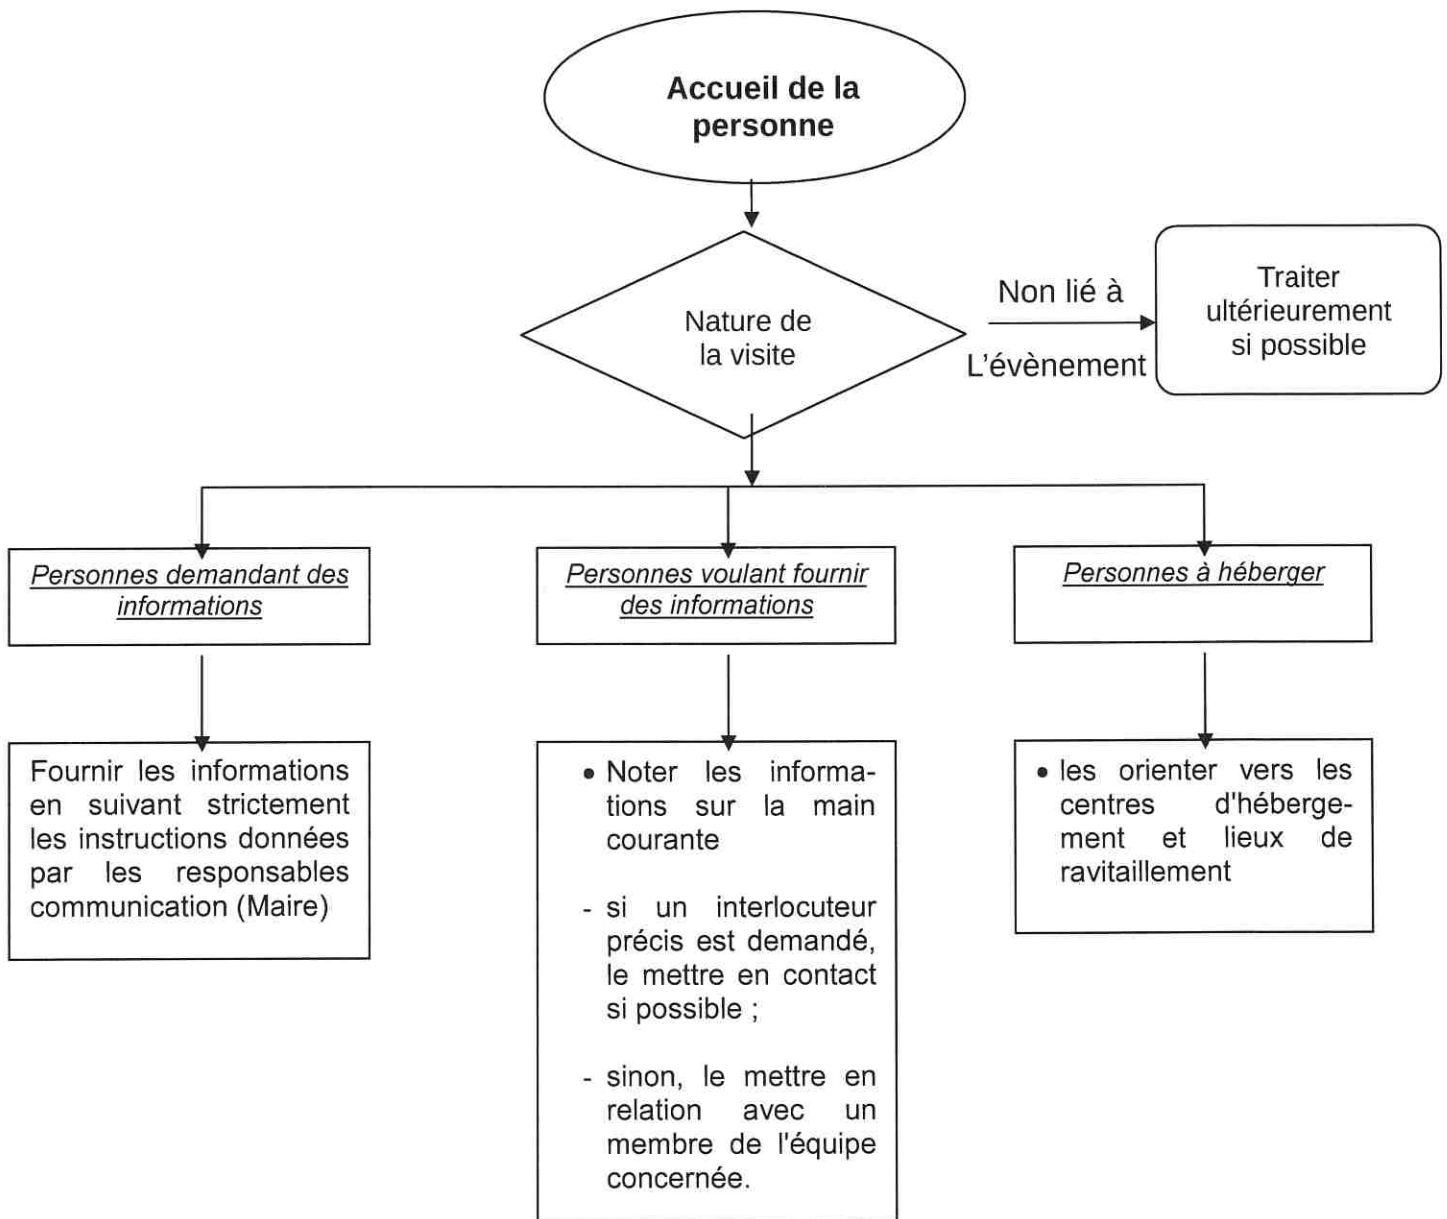 Accueil de la
personne
Nature de
la visite
Non lié à
L'évènement
Traiter
ultérieurement
si possible
Personnes demandant des
informations
Personnes voulant fournir
des informations
Personnes à héberger
Fournir les informations
en suivant strictement
les instructions données
par les responsables
communication (Maire)
• Noter les informa-
tions sur la main
courante
- si un interlocuteur
précis est demandé,
le mettre en contact
si possible ;
- sinon, le mettre en
relation avec un
membre de l'équipe
concernée.
• les orienter vers les
centres d'héberge-
ment et lieux de
ravitaillement